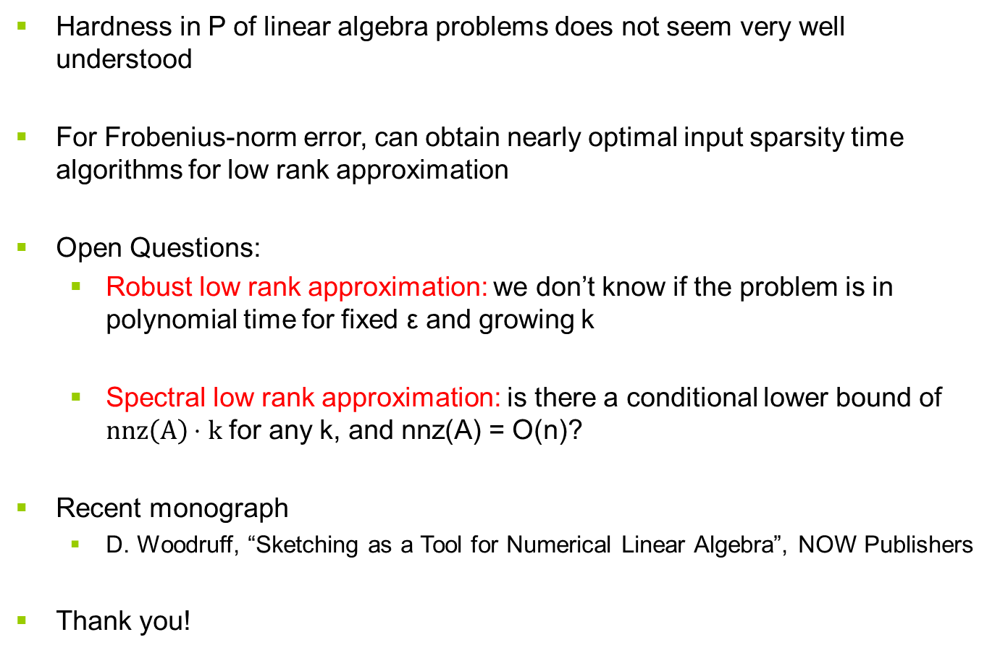 Hardness in P of linear algebra problems does not seem very well
understood
For Frobenius-norm error, can obtain nearly optimal input sparsity time
algorithms for low rank approximation
Open Questions:
Robust low rank approximation: we don’t know if the problem is in
polynomial time for fixed ε and growing k
Spectral low rank approximation: is there a conditional lower bound of
nnz(A) ⋅ k for any k, and nnz(A) = O(n)?
Recent monograph
D. Woodruff, “Sketching as a Tool for Numerical Linear Algebra”, NOW Publishers
Thank you!